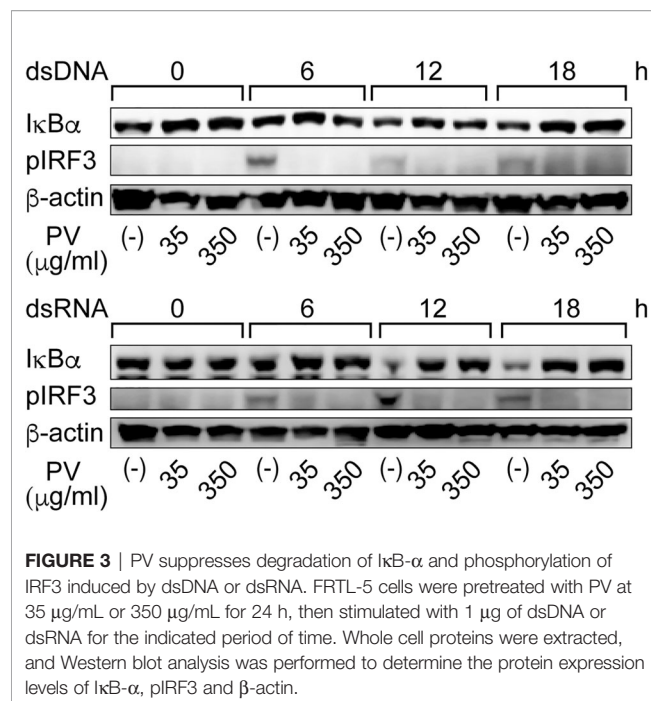 dsDNA 0 6 12 18 h
IκBα
pIRF3
β-actin
PV (-) 35 350 (-) 35 350 (-) 35 350 (-) 35 350
(μg/ml)
dsRNA 0 6 12 18 h
IκBα
pIRF3
β-actin
PV (-) 35 350 (-) 35 350 (-) 35 350 (-) 35 350
(μg/ml)
FIGURE 3 | PV suppresses degradation of IκB-α and phosphorylation of
IRF3 induced by dsDNA or dsRNA. FRTL-5 cells were pretreated with PV at
35 μg/mL or 350 μg/mL for 24 h, then stimulated with 1 μg of dsDNA or
dsRNA for the indicated period of time. Whole cell proteins were extracted,
and Western blot analysis was performed to determine the protein expression
levels of IκB-α, pIRF3 and β-actin.